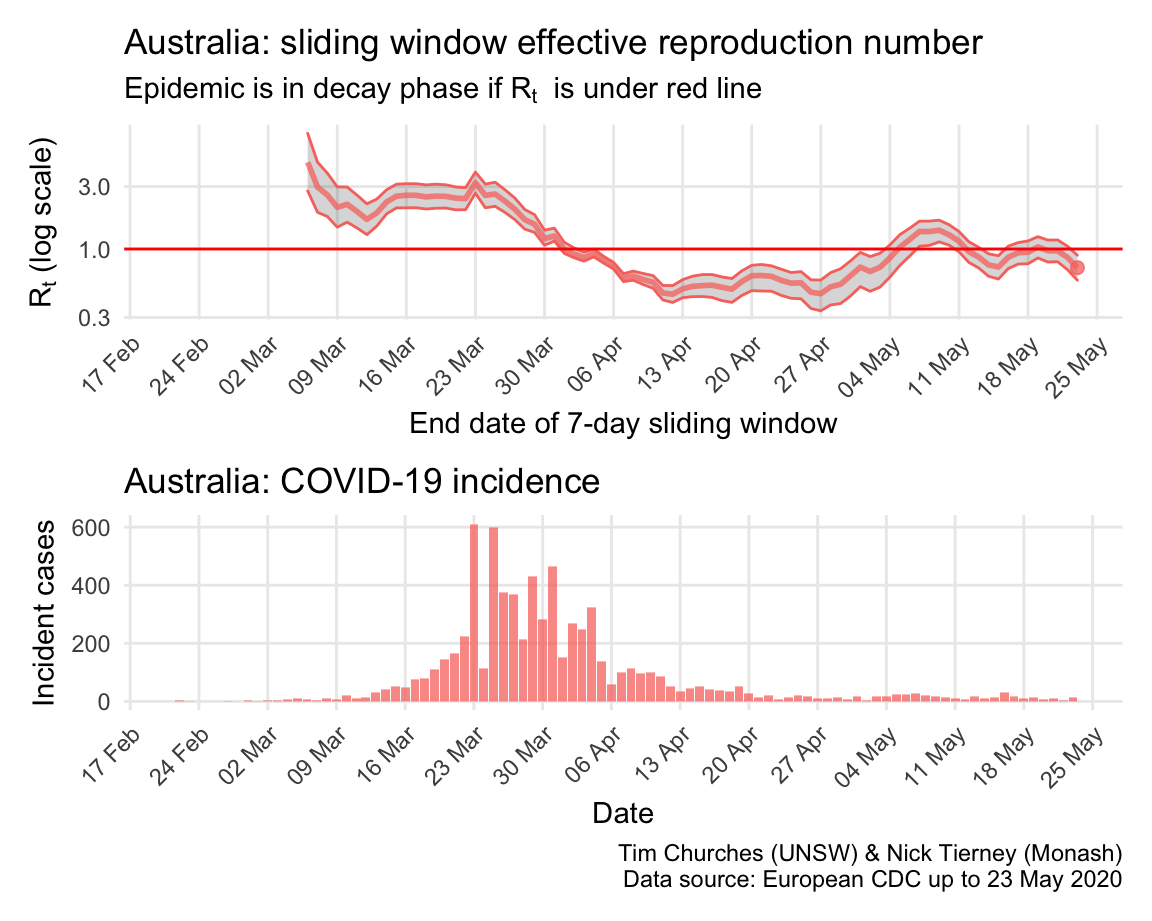 Australia: sliding window effective reproduction number
Epidemic is in decay phase if Rt is under red line
Rt (log scale)
3.0
1.0
0.3
17 Feb
24 Feb
02 Mar
09 Mar
16 Mar
23 Mar
30 Mar
06 Apr
13 Apr
20 Apr
27 Apr
04 May
11 May
18 May
25 May
End date of 7-day sliding window
Australia: COVID-19 incidence
Incident cases
600
400
200
0
17 Feb
24 Feb
02 Mar
09 Mar
16 Mar
23 Mar
30 Mar
06 Apr
13 Apr
20 Apr
27 Apr
04 May
11 May
18 May
25 May
Date
Tim Churches (UNSW) & Nick Tierney (Monash)
Data source: European CDC up to 23 May 2020